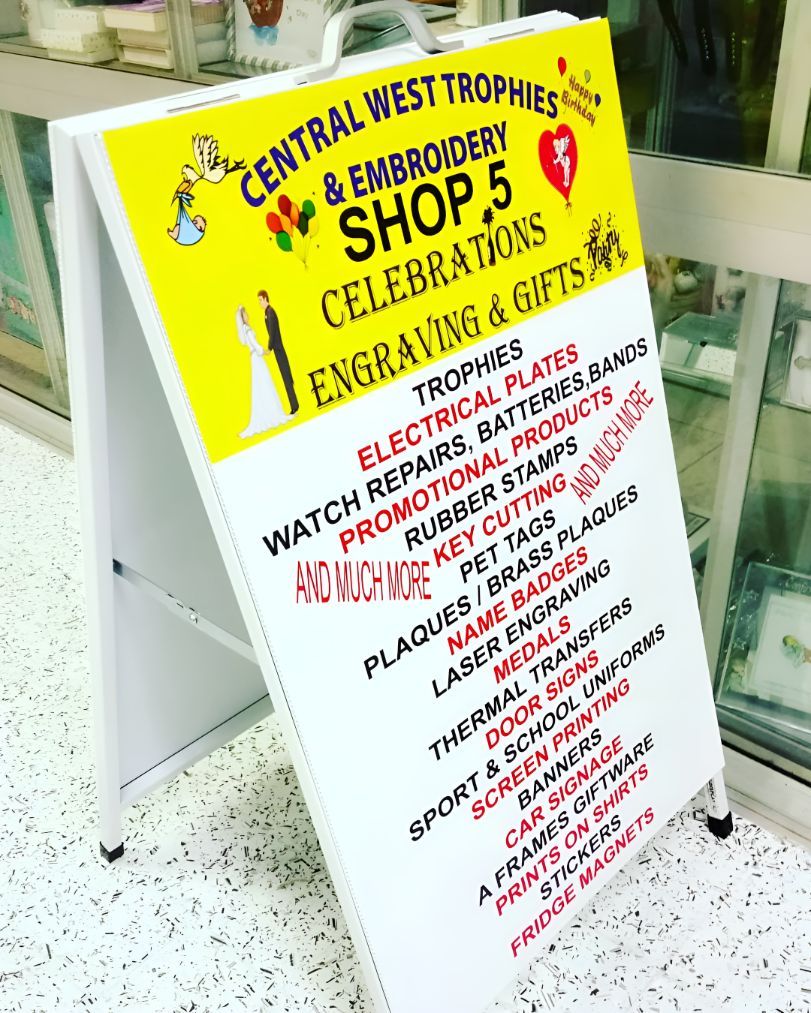 CENTRAL WEST TROPHIES
& EMBROIDERY
SHOP 5
CELEBRATIONS
ENGRAVING & GIFTS
Happy
Birthday
Party
TROPHIES
ELECTRICAL PLATES
WATCH REPAIRS, BATTERIES,BANDS
PROMOTIONAL PRODUCTS
RUBBER STAMPS
KEY CUTTING
AND MUCH MORE
PET TAGS
AND MUCH MORE
PLAQUES / BRASS PLAQUES
NAME BADGES
LASER ENGRAVING
MEDALS
THERMAL TRANSFERS
DOOR SIGNS
SPORT & SCHOOL UNIFORMS
SCREEN PRINTING
BANNERS
CAR SIGNAGE
A FRAMES GIFTWARE
PRINTS ON SHIRTS
STICKERS
FRIDGE MAGNETS